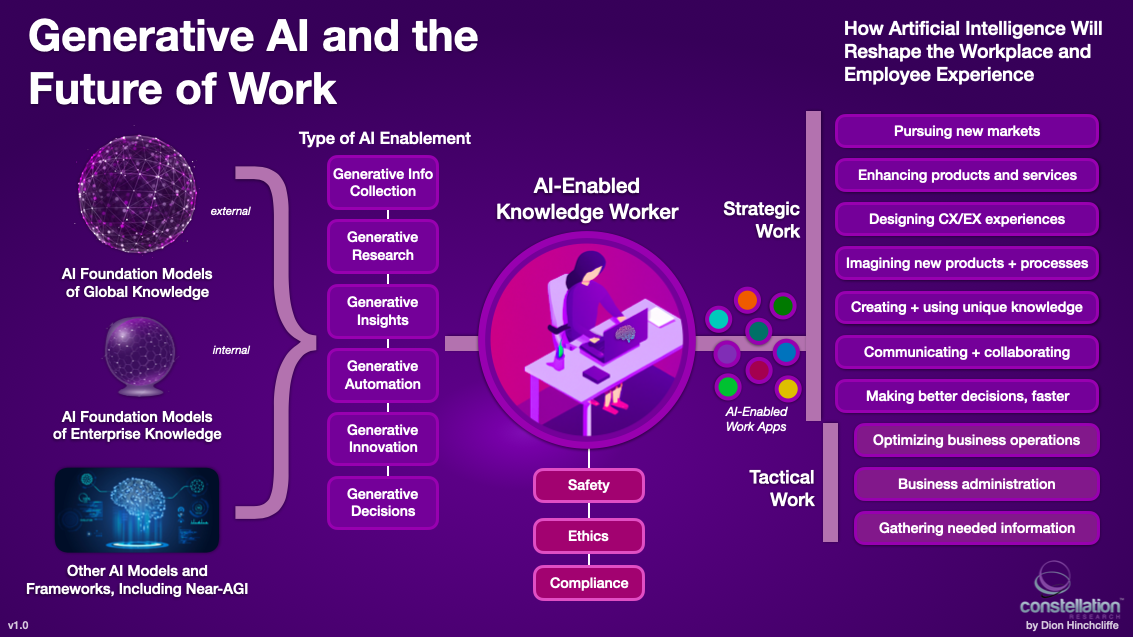 Generative AI and the
Future of Work
How Artificial Intelligence Will
Reshape the Workplace and
Employee Experience
external
AI Foundation Models
of Global Knowledge
internal
AI Foundation Models
of Enterprise Knowledge
Other AI Models and
Frameworks, Including Near-AGI
Type of AI Enablement
Generative Info
Collection
Generative
Research
Generative
Insights
Generative
Automation
Generative
Innovation
Generative
Decisions
AI-Enabled
Knowledge Worker
Safety
Ethics
Compliance
AI-Enabled
Work Apps
Strategic
Work
Pursuing new markets
Enhancing products and services
Designing CX/EX experiences
Imagining new products + processes
Creating + using unique knowledge
Communicating + collaborating
Making better decisions, faster
Tactical
Work
Optimizing business operations
Business administration
Gathering needed information
constellation™
RESEARCH
by Dion Hinchcliffe
v1.0